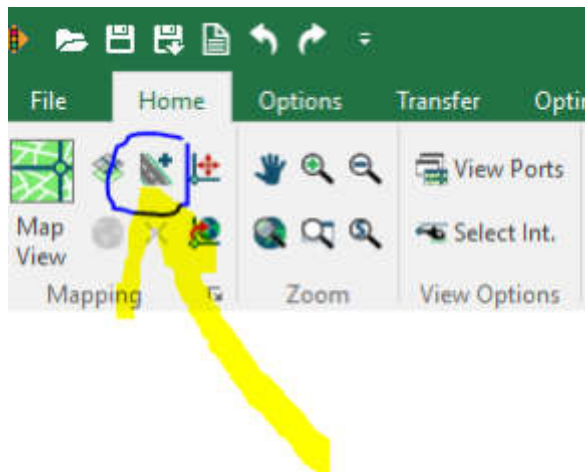 File Home Options Transfer
Map View
View Ports
Select Int.
Mapping Zoom View Options